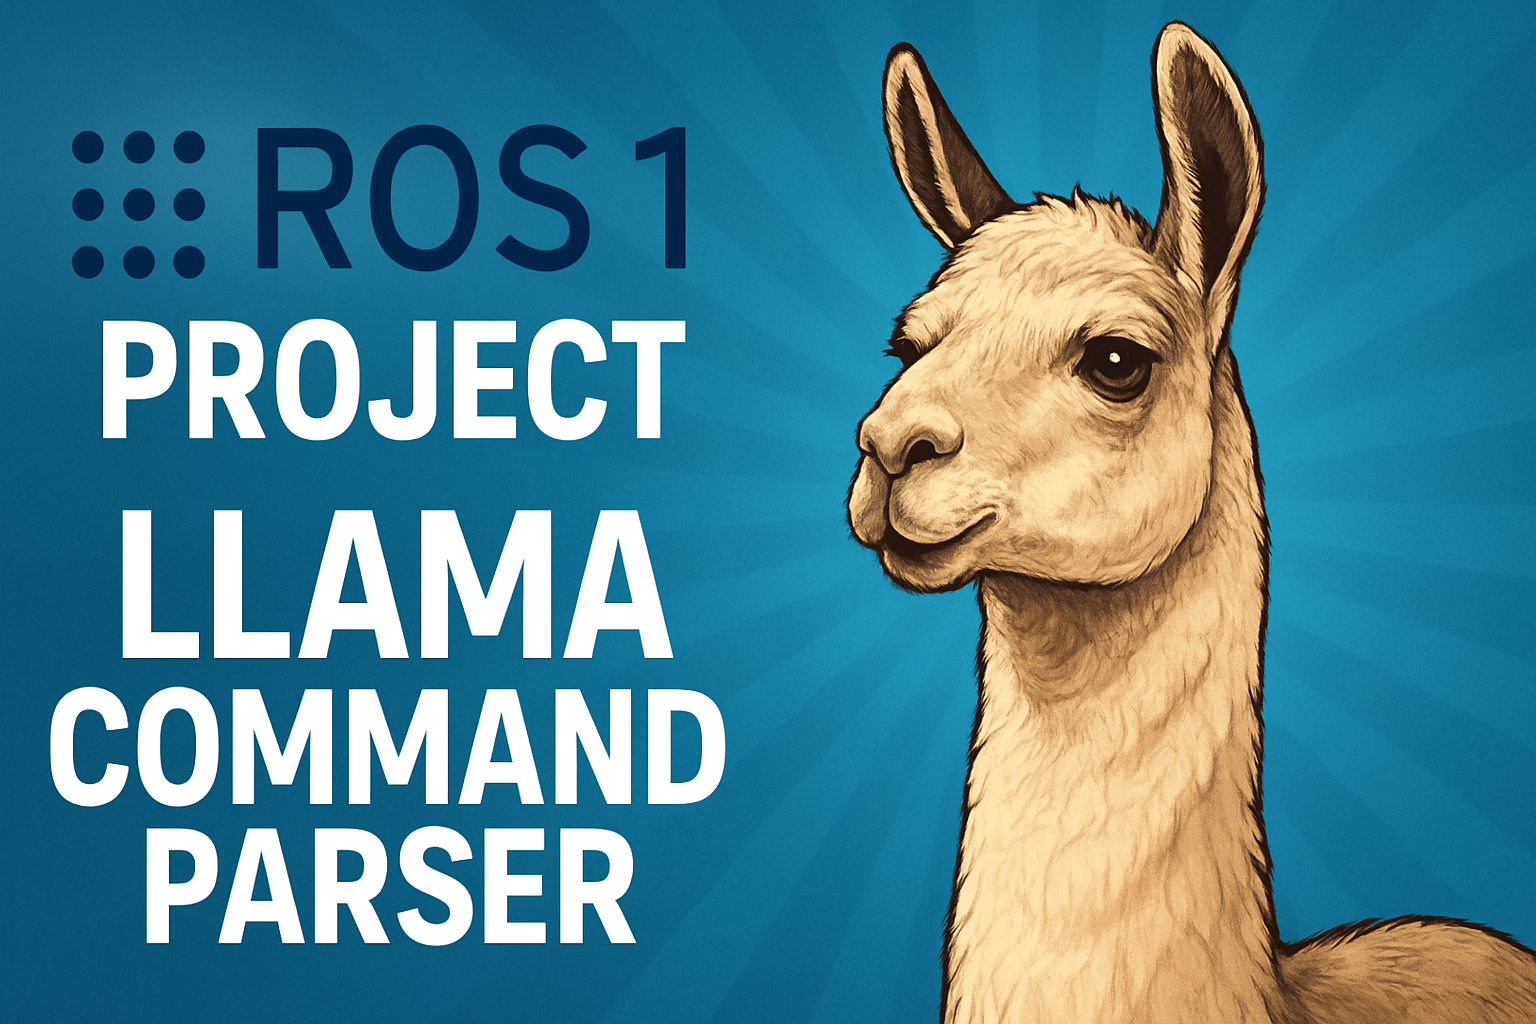 ROS 1
PROJECT
LLAMA
COMMAND
PARSER